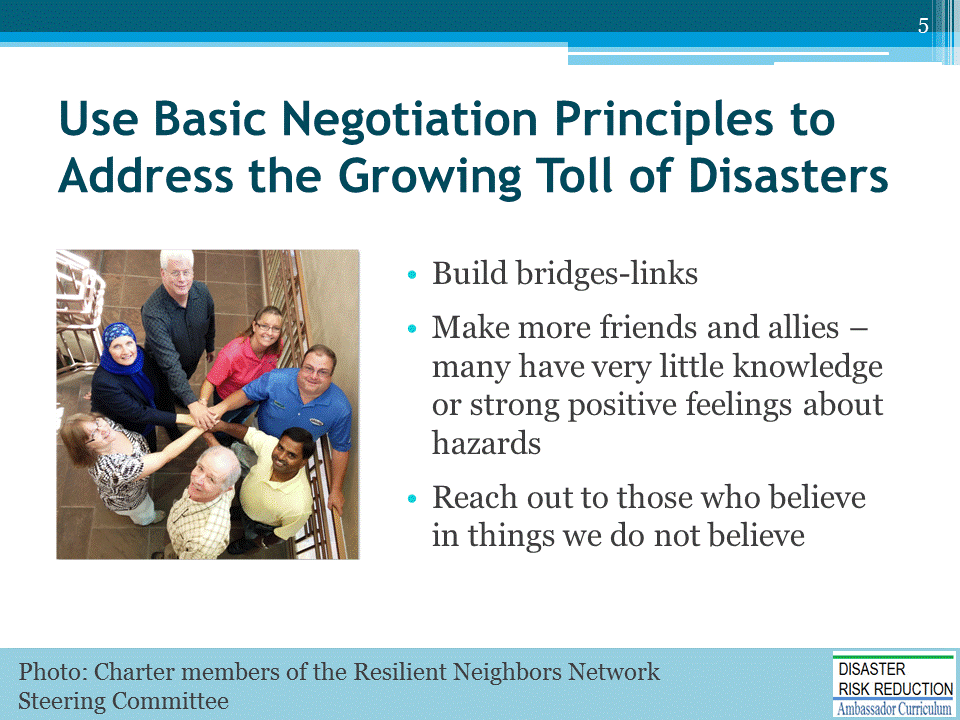 5
Use Basic Negotiation Principles to
Address the Growing Toll of Disasters
• Build bridges-links
• Make more friends and allies –
many have very little knowledge
or strong positive feelings about
hazards
• Reach out to those who believe
in things we do not believe
Photo: Charter members of the Resilient Neighbors Network
Steering Committee
DISASTER
RISK REDUCTION
Ambassador Curriculum